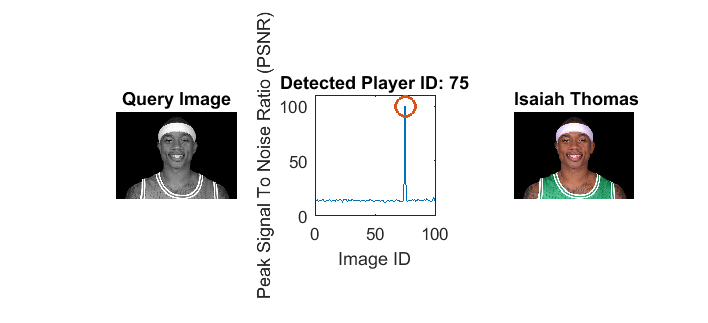 Query Image
Peak Signal To Noise Ratio (PSNR)
Detected Player ID: 75
100
50
0
0 50 100
Image ID
Isaiah Thomas